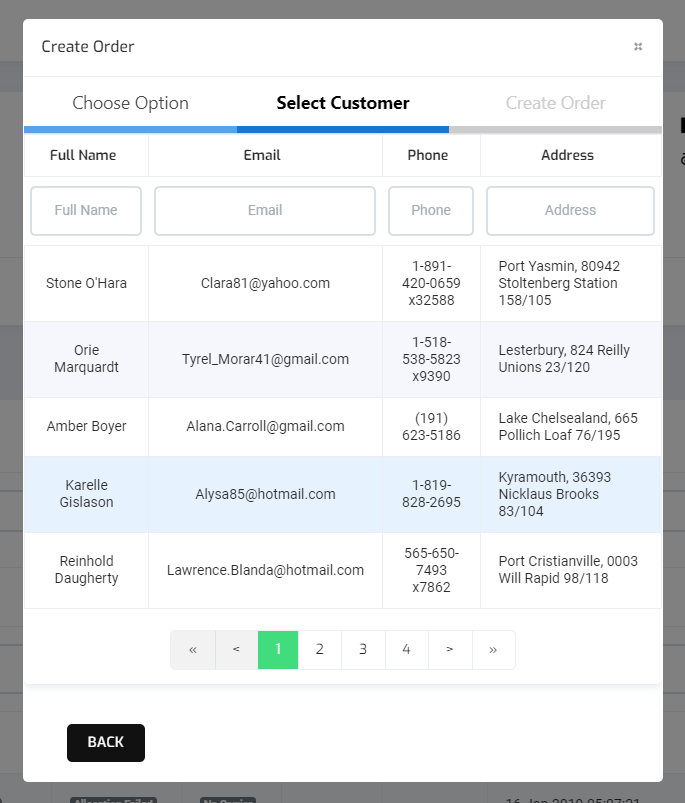 Create Order
Choose Option Select Customer Create Order
Full Name Email Phone Address
Full Name Email Phone Address
Stone O'Hara Clara81@yahoo.com 1-891-
420-0659
x32588 Port Yasmin, 80942
Stoltenberg Station
158/105
Orie
Marquardt Tyrel_Morar41@gmail.com 1-518-
538-5823
x9390 Lesterbury, 824 Reilly
Unions 23/120
Amber Boyer Alana.Carroll@gmail.com (191)
623-5186 Lake Chelsealand, 665
Pollich Loaf 76/195
Karelle
Gislason Alysa85@hotmail.com 1-819-
828-2695 Kyramouth, 36393
Nicklaus Brooks
83/104
Reinhold
Daugherty Lawrence.Blanda@hotmail.com 565-650-
7493
x7862 Port Cristianville, 0003
Will Rapid 98/118
« < 1 2 3 4 > »
BACK